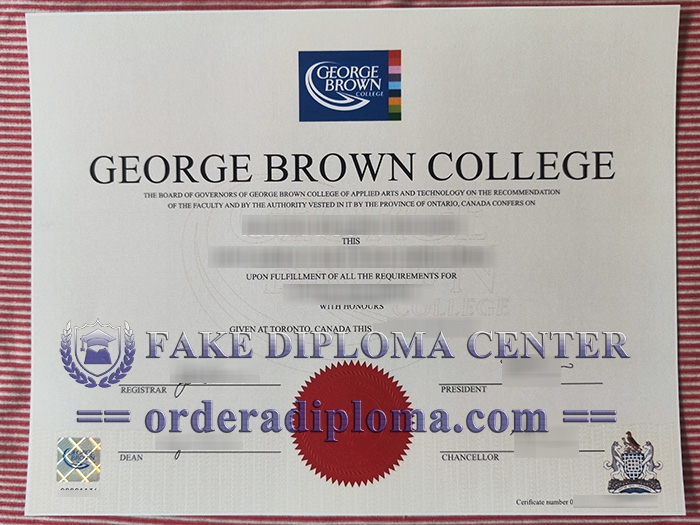 GEORGE
BROWN
COLLEGE
GEORGE BROWN COLLEGE
THE BOARD OF GOVERNORS OF GEORGE BROWN COLLEGE OF APPLIED ARTS AND TECHNOLOGY ON THE RECOMMENDATION
OF THE FACULTY AND BY THE AUTHORITY VESTED IN IT BY THE PROVINCE OF ONTARIO, CANADA CONFERS ON
THIS
UPON FULFILLMENT OF ALL THE REQUIREMENTS FOR
WITH HONOURS
COLLEGE
GIVEN AT TORONTO, CANADA THIS
FAKE DIPLOMA CENTER
REGISTRAR
PRESIDENT
== orderadiploma.com ==
DEAN
CHANCELLOR
Cerificate number 0